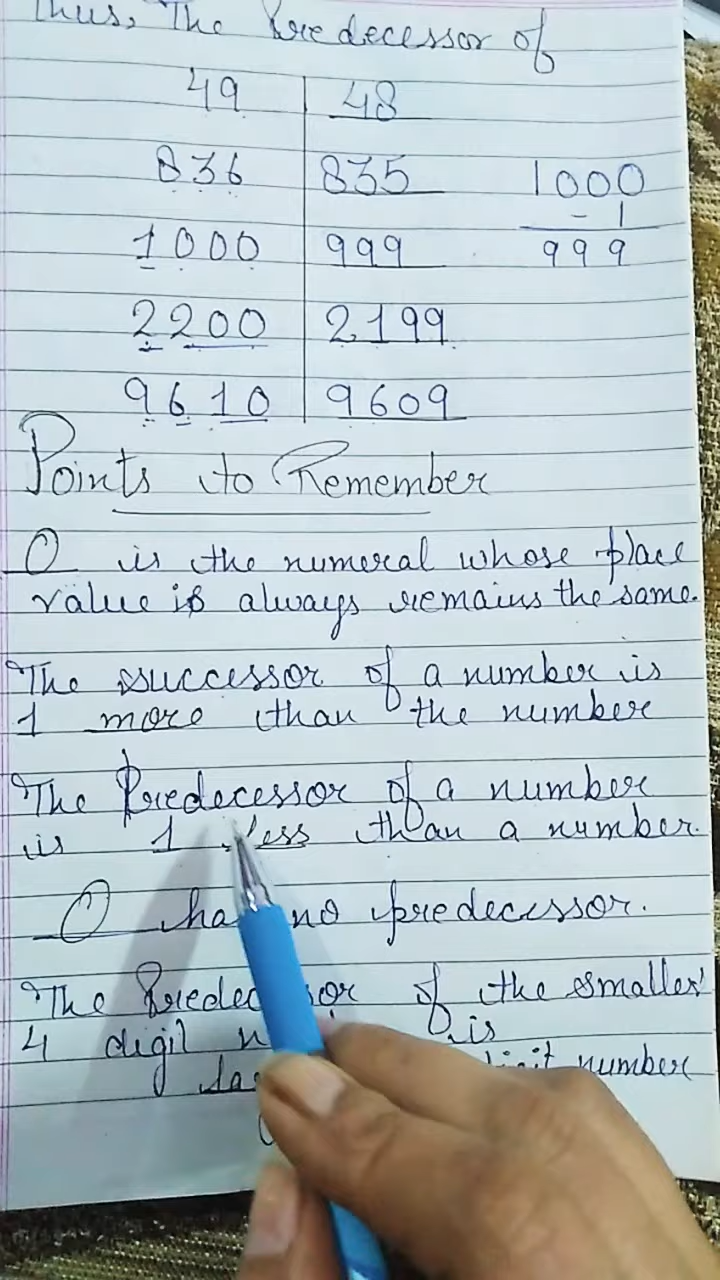 Thus, The Predecessor of
49 48
836 835 1000
- 1
1000 999 999
2200 2199
9610 9609
Points to Remember
0 is the numeral whose place
value is always remains the same.
The successor of a number is
1 more than the number
The Predecessor of a number
is 1 less than a number.
0 has no predecessor.
The Predecessor of the smallest
4 digit is
number